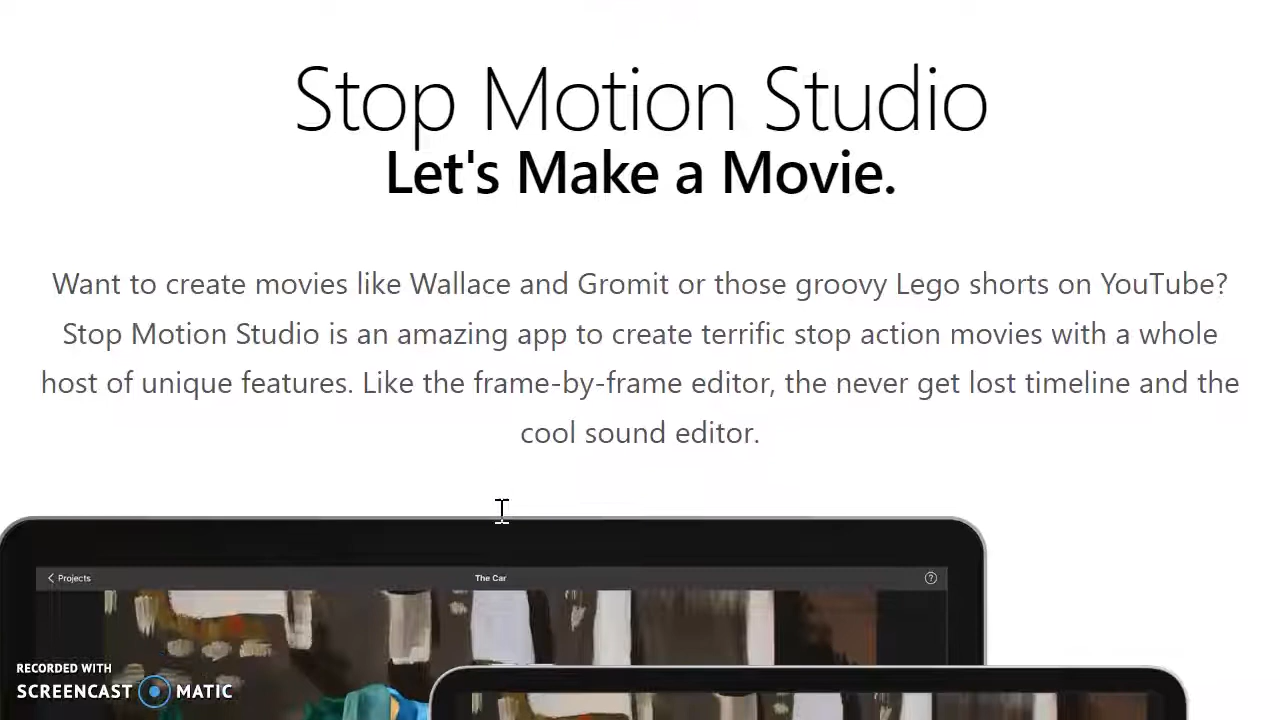 Stop Motion Studio
Let's Make a Movie.
Want to create movies like Wallace and Gromit or those groovy Lego shorts on YouTube?
Stop Motion Studio is an amazing app to create terrific stop action movies with a whole
host of unique features. Like the frame-by-frame editor, the never get lost timeline and the
cool sound editor.
Projects
The Car
?
RECORDED WITH
SCREENCAST MATIC